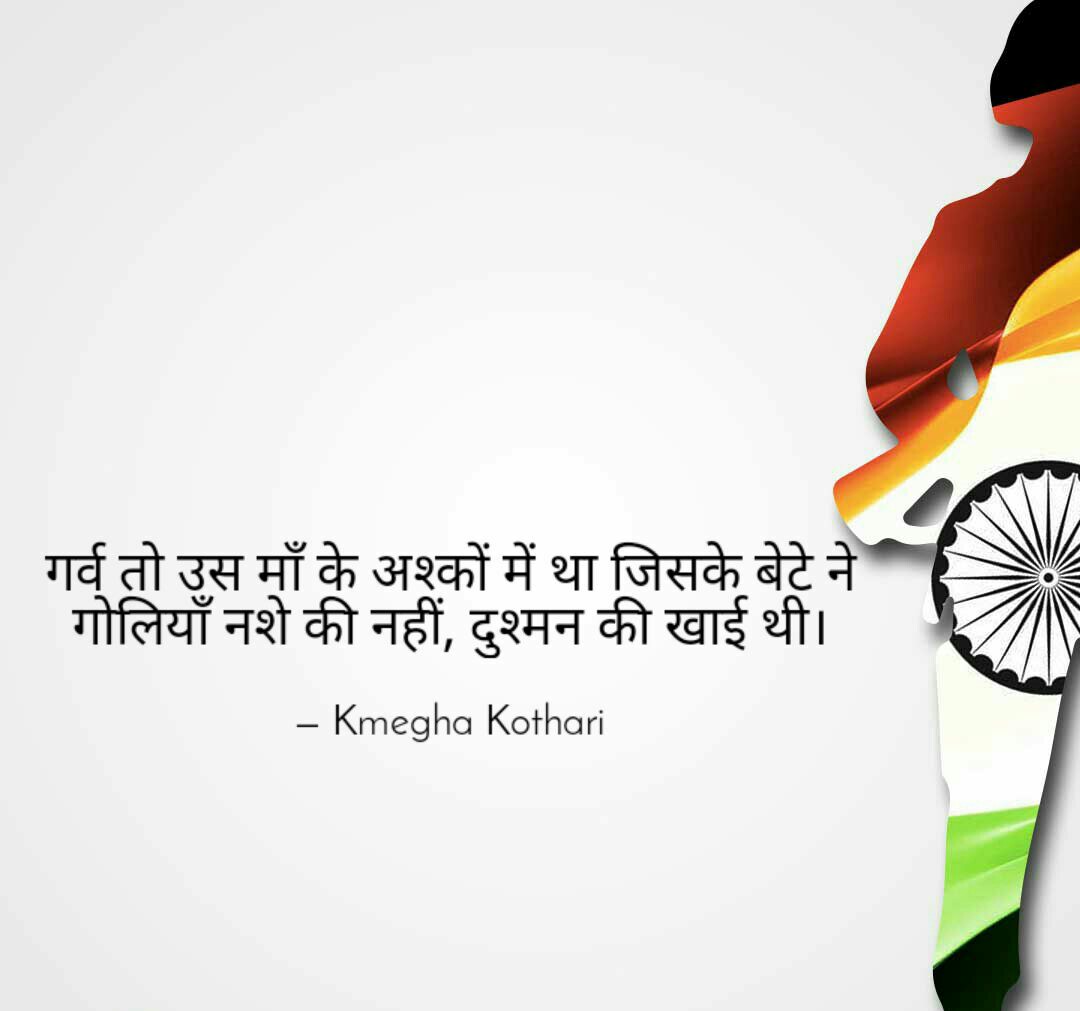 गर्व तो उस माँ के अश्कों में था जिसके बेटे ने
गोलियाँ नशे की नहीं, दुश्मन की खाई थी।
– Kmegha Kothari